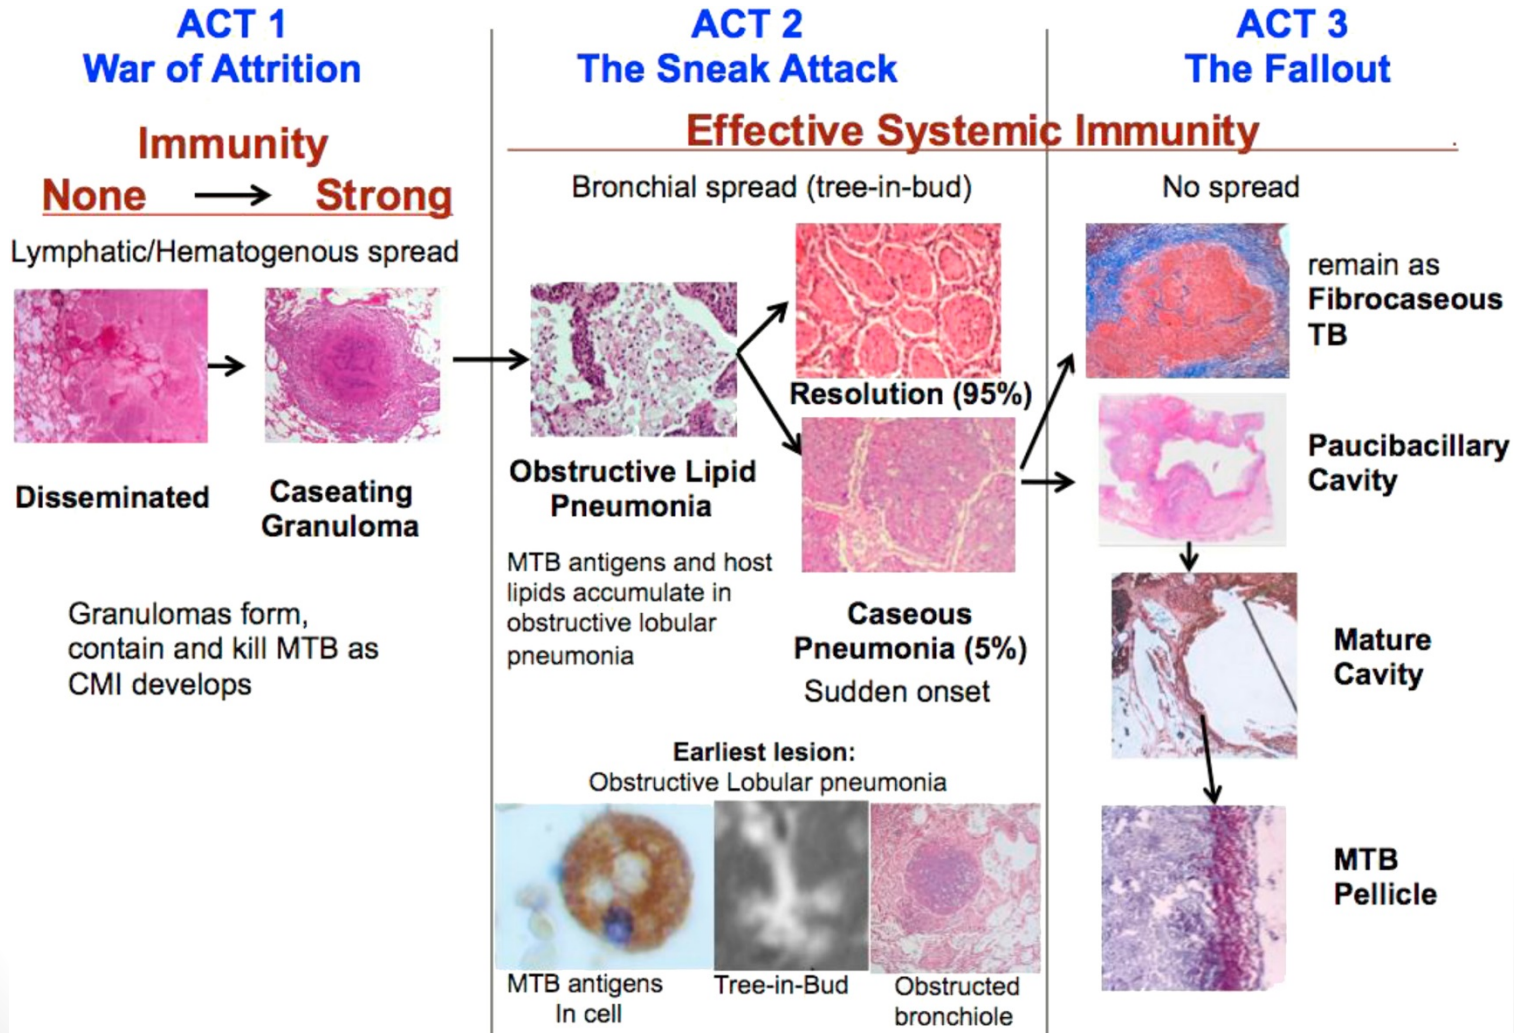 ACT 1
War of Attrition
Immunity
None
Strong
Lymphatic/Hematogenous spread
Disseminated
Caseating
Granuloma
Granulomas form,
contain and kill MTB as
CMI develops
ACT 2
The Sneak Attack
Effective Systemic Immunity
Bronchial spread (tree-in-bud)
Resolution (95%)
Obstructive Lipid
Pneumonia
MTB antigens and host
lipids accumulate in
obstructive lobular
pneumonia
Caseous
Pneumonia (5%)
Sudden onset
Earliest lesion:
Obstructive Lobular pneumonia
MTB antigens
In cell
Tree-in-Bud
Obstructed
bronchiole
ACT 3
The Fallout
No spread
remain as
Fibrocaseous
TB
Paucibacillary
Cavity
Mature
Cavity
MTB
Pellicle